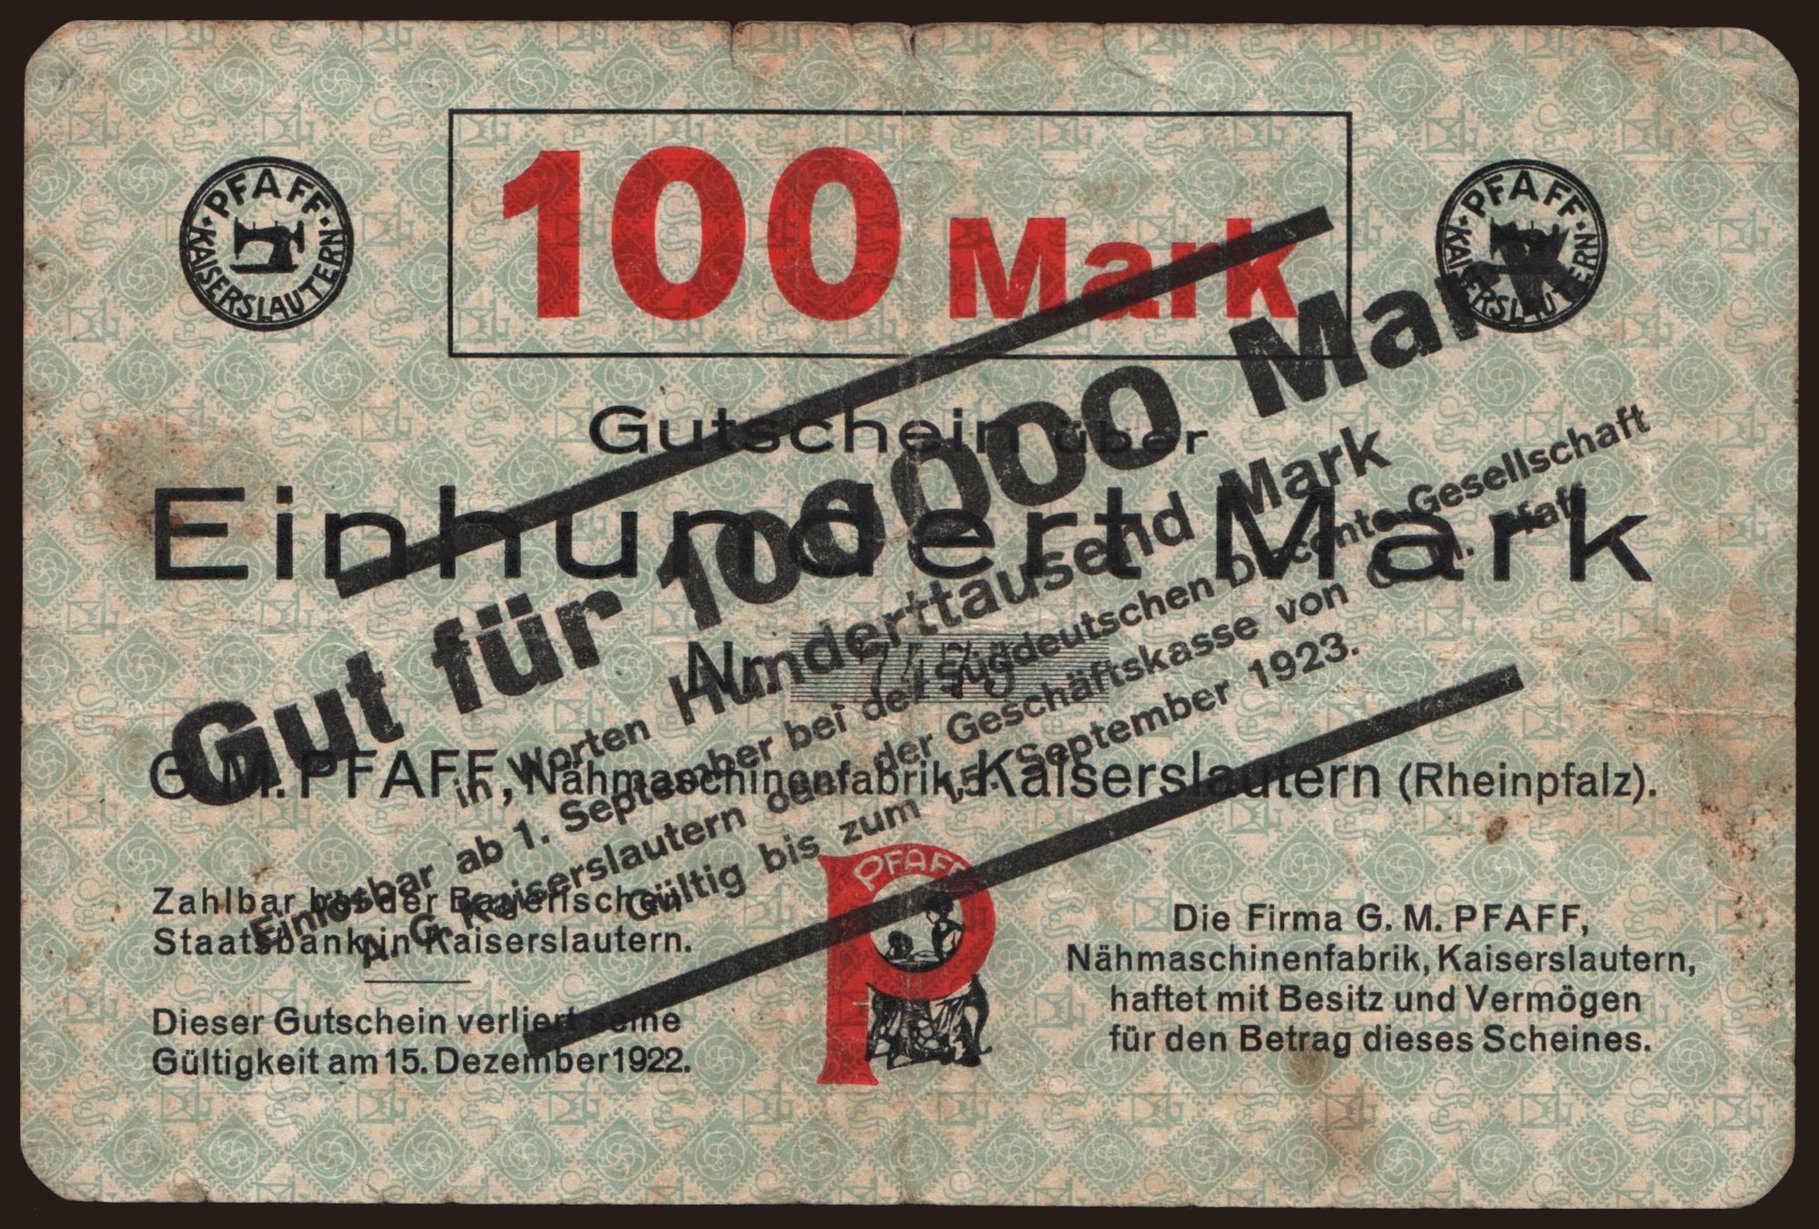 PFAFF
KAISERSLAUTERN
100 Mark
PFAFF
KAISERSLAUTERN
Gutschein über
Einhundert Mark
Nr.
G. M. PFAFF, Nähmaschinenfabrik, Kaiserslautern (Rheinpfalz).
Zahlbar bei der Bayerischen
Staatsbank in Kaiserslautern.
Dieser Gutschein verliert seine
Gültigkeit am 15. Dezember 1922.
PFAFF
Die Firma G. M. PFAFF,
Nähmaschinenfabrik, Kaiserslautern,
haftet mit Besitz und Vermögen
für den Betrag dieses Scheines.
Gut für 100000 Mark
in Worten Hunderttausend Mark
Einlösbar ab 1. September bei der Süddeutschen Disconto-Gesellschaft
A. G. Kaiserslautern oder der Geschäftskasse von G. M. Pfaff
Gültig bis zum 15. September 1923.